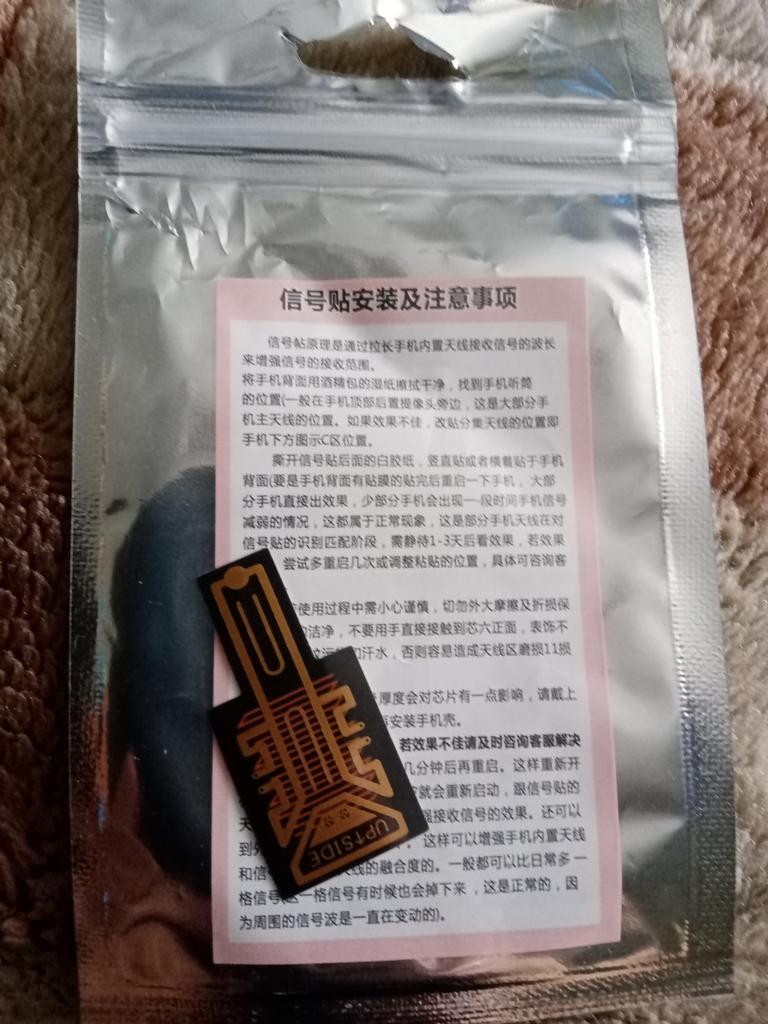 信号贴安装及注意事项
信号帖原理是通过拉长手机内置天线接收信号的波长
来增强信号的接收范围。
将手机背面用酒精包的湿纸擦拭干净，找到手机听筒
的位置(一般在手机顶部后置摄像头旁边，这是大部分手
机主天线的位置。如果效果不佳，改贴分集天线的位置即
手机下方图示C区位置。
撕开信号贴后面的白胶纸，竖直贴或者横着贴于手机
背面(要是手机背面有贴膜的贴完后重启一下手机，大部
分手机直接出效果，少部分手机会出现一段时间手机信号
减弱的情况，这都属于正常现象，这是部分手机天线在对
信号贴的识别匹配阶段，需静待1-3天后看效果，若效果
尝试多重启几次或调整粘贴的位置，具体可咨询客
使用过程中需小心谨慎，切勿外大摩擦及折损保
的洁净，不要用手直接接触到芯六正面，表饰不
和汗水，否则容易造成天线区磨损11损
厚度会对芯片有一点影响，请戴上
安装手机壳。
若效果不佳请及时咨询客服解决
几分钟后再重启。这样重新开
就会重新启动，跟信号贴的
天 强接收信号的效果。还可以
到 。这样可以增强手机内置天线
和信 天线的融合度的。一般都可以比日常多一
格信号 这一格信号有时候也会掉下来，这是正常的，因
为周围的信号波是一直在变动的)。
UP↑SIDE